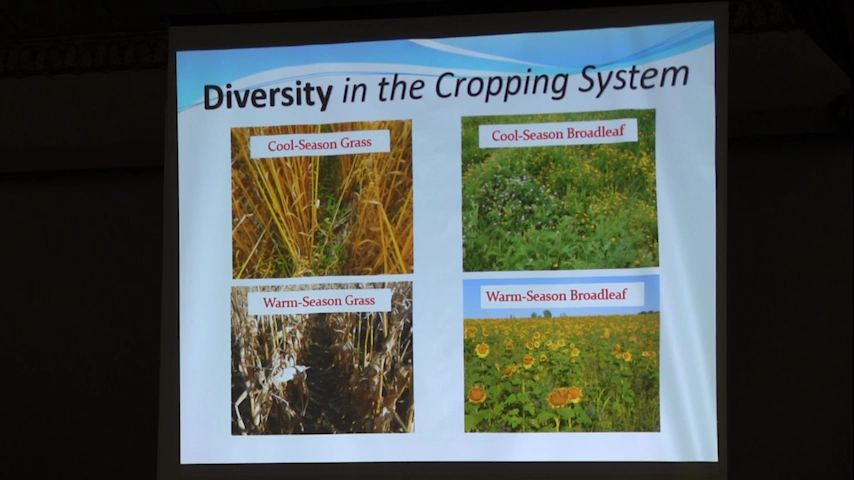 Diversity in the Cropping System
Cool-Season Grass
Cool-Season Broadleaf
Warm-Season Grass
Warm-Season Broadleaf